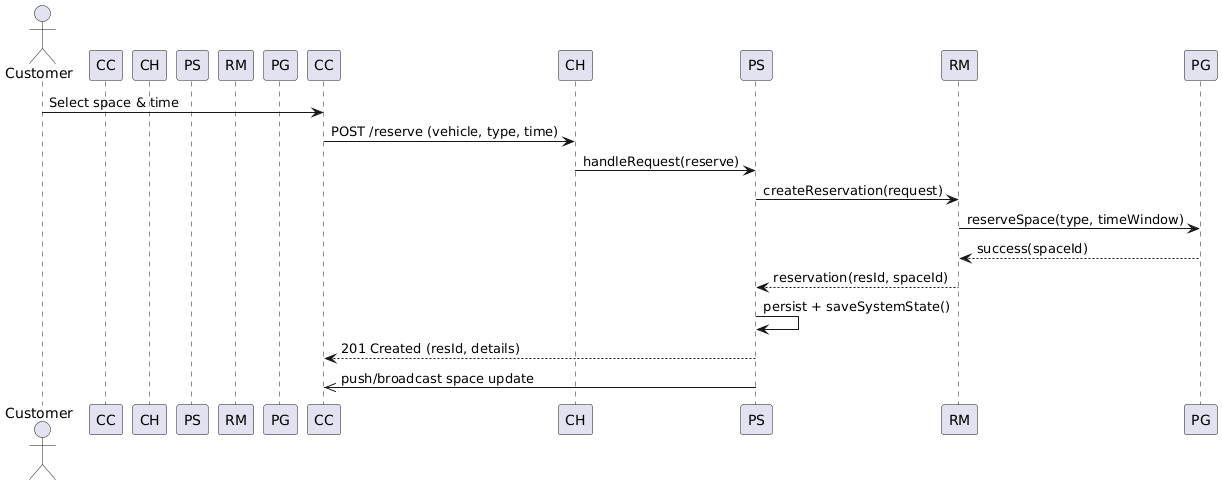 Customer
CC
CH
PS
RM
PG
CC
CH
PS
RM
PG
Select space & time
POST /reserve (vehicle, type, time)
handleRequest(reserve)
createReservation(request)
reserveSpace(type, timeWindow)
success(spaceId)
reservation(resId, spaceId)
persist + saveSystemState()
201 Created (resId, details)
push/broadcast space update
Customer
CC
CH
PS
RM
PG
CC
CH
PS
RM
PG